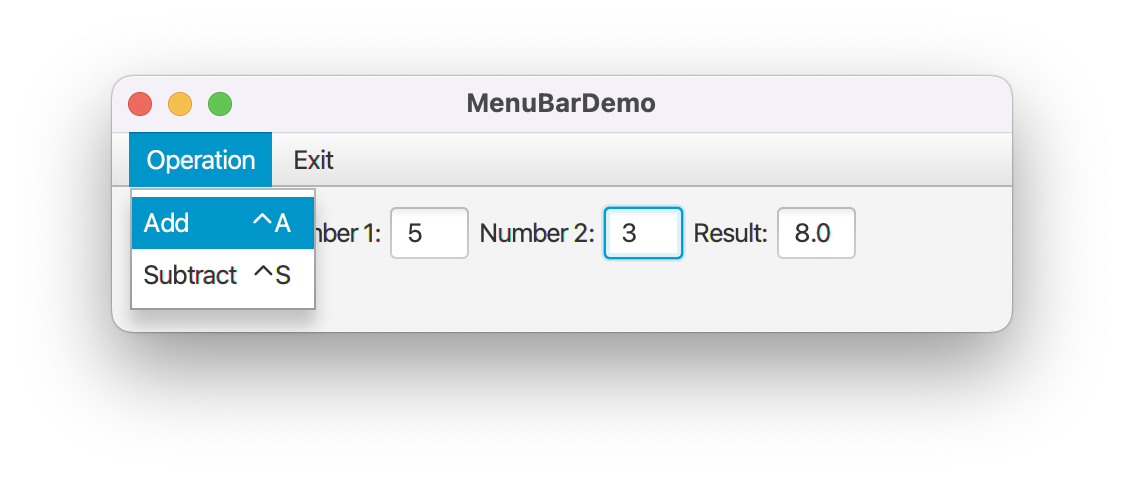 MenuBarDemo
Operation Exit
Add ^A
nber 1: 5 Number 2: 3 Result: 8.0
Subtract ^S